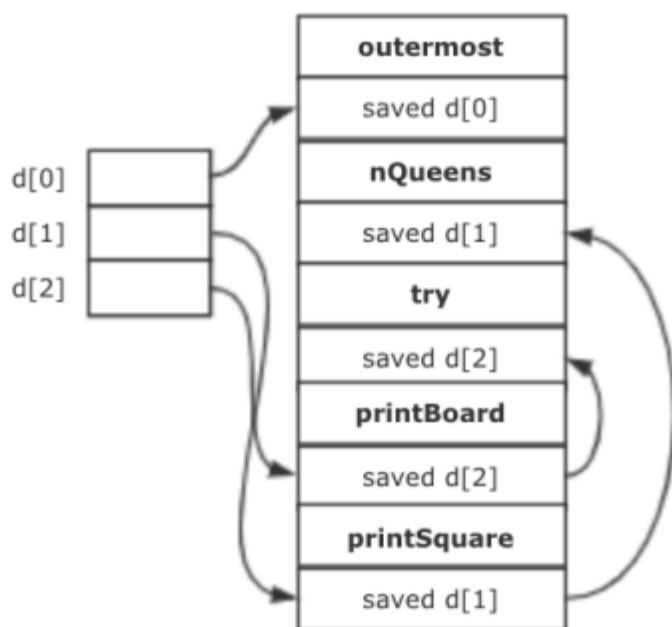 outermost
saved d[0]
d[0]
nQueens
d[1]
saved d[1]
d[2]
try
saved d[2]
printBoard
saved d[2]
printSquare
saved d[1]